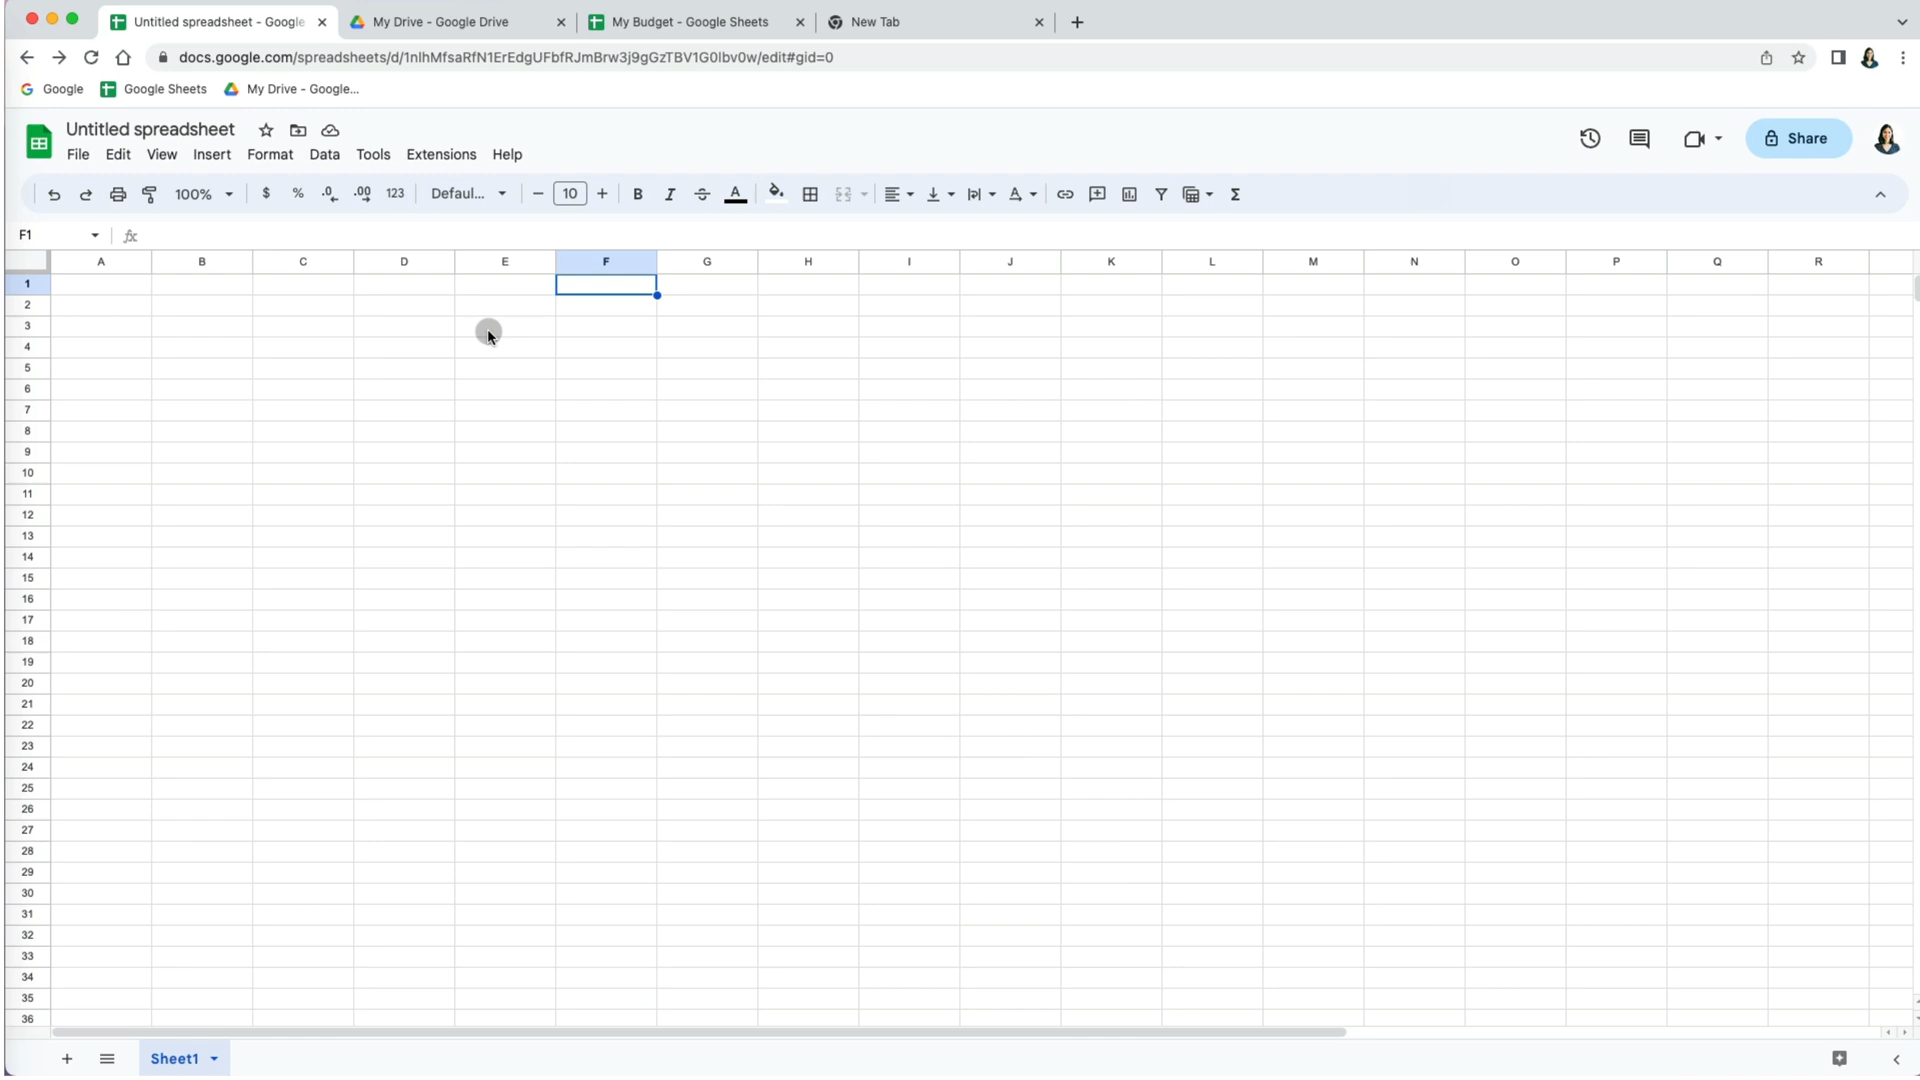 Untitled spreadsheet - Google
My Drive - Google Drive
My Budget - Google Sheets
New Tab
docs.google.com/spreadsheets/d/1nlhMfsaRfN1ErEdgUFbfRJmBrw3j9gGzTBV1G0lbv0w/edit#gid=0
Google
Google Sheets
My Drive - Google...
Untitled spreadsheet
Share
File Edit View Insert Format Data Tools Extensions Help
100% $ % .0 .00 123 Defaul... − 10 + B I S A Σ
F1 fx
A B C D E F G H I J K L M N O P Q R
1
2
3
4
5
6
7
8
9
10
11
12
13
14
15
16
17
18
19
20
21
22
23
24
25
26
27
28
29
30
31
32
33
34
35
36
Sheet1